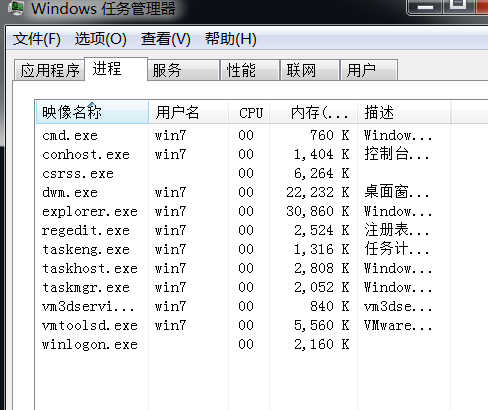 Windows 任务管理器
文件(F) 选项(O) 查看(V) 帮助(H)
应用程序 进程 服务 性能 联网 用户
映像名称 用户名 CPU 内存(... 描述
cmd.exe win7 00 760 K Window...
conhost.exe win7 00 1,404 K 控制台...
csrss.exe 00 6,264 K
dwm.exe win7 00 22,232 K 桌面窗...
explorer.exe win7 00 30,860 K Window...
regedit.exe win7 00 2,524 K 注册表...
taskeng.exe win7 00 1,316 K 任务计...
taskhost.exe win7 00 2,808 K Window...
taskmgr.exe win7 00 2,052 K Window...
vm3dservi... win7 00 840 K vm3dse...
vmtoolsd.exe win7 00 5,560 K VMware...
winlogon.exe 00 2,160 K